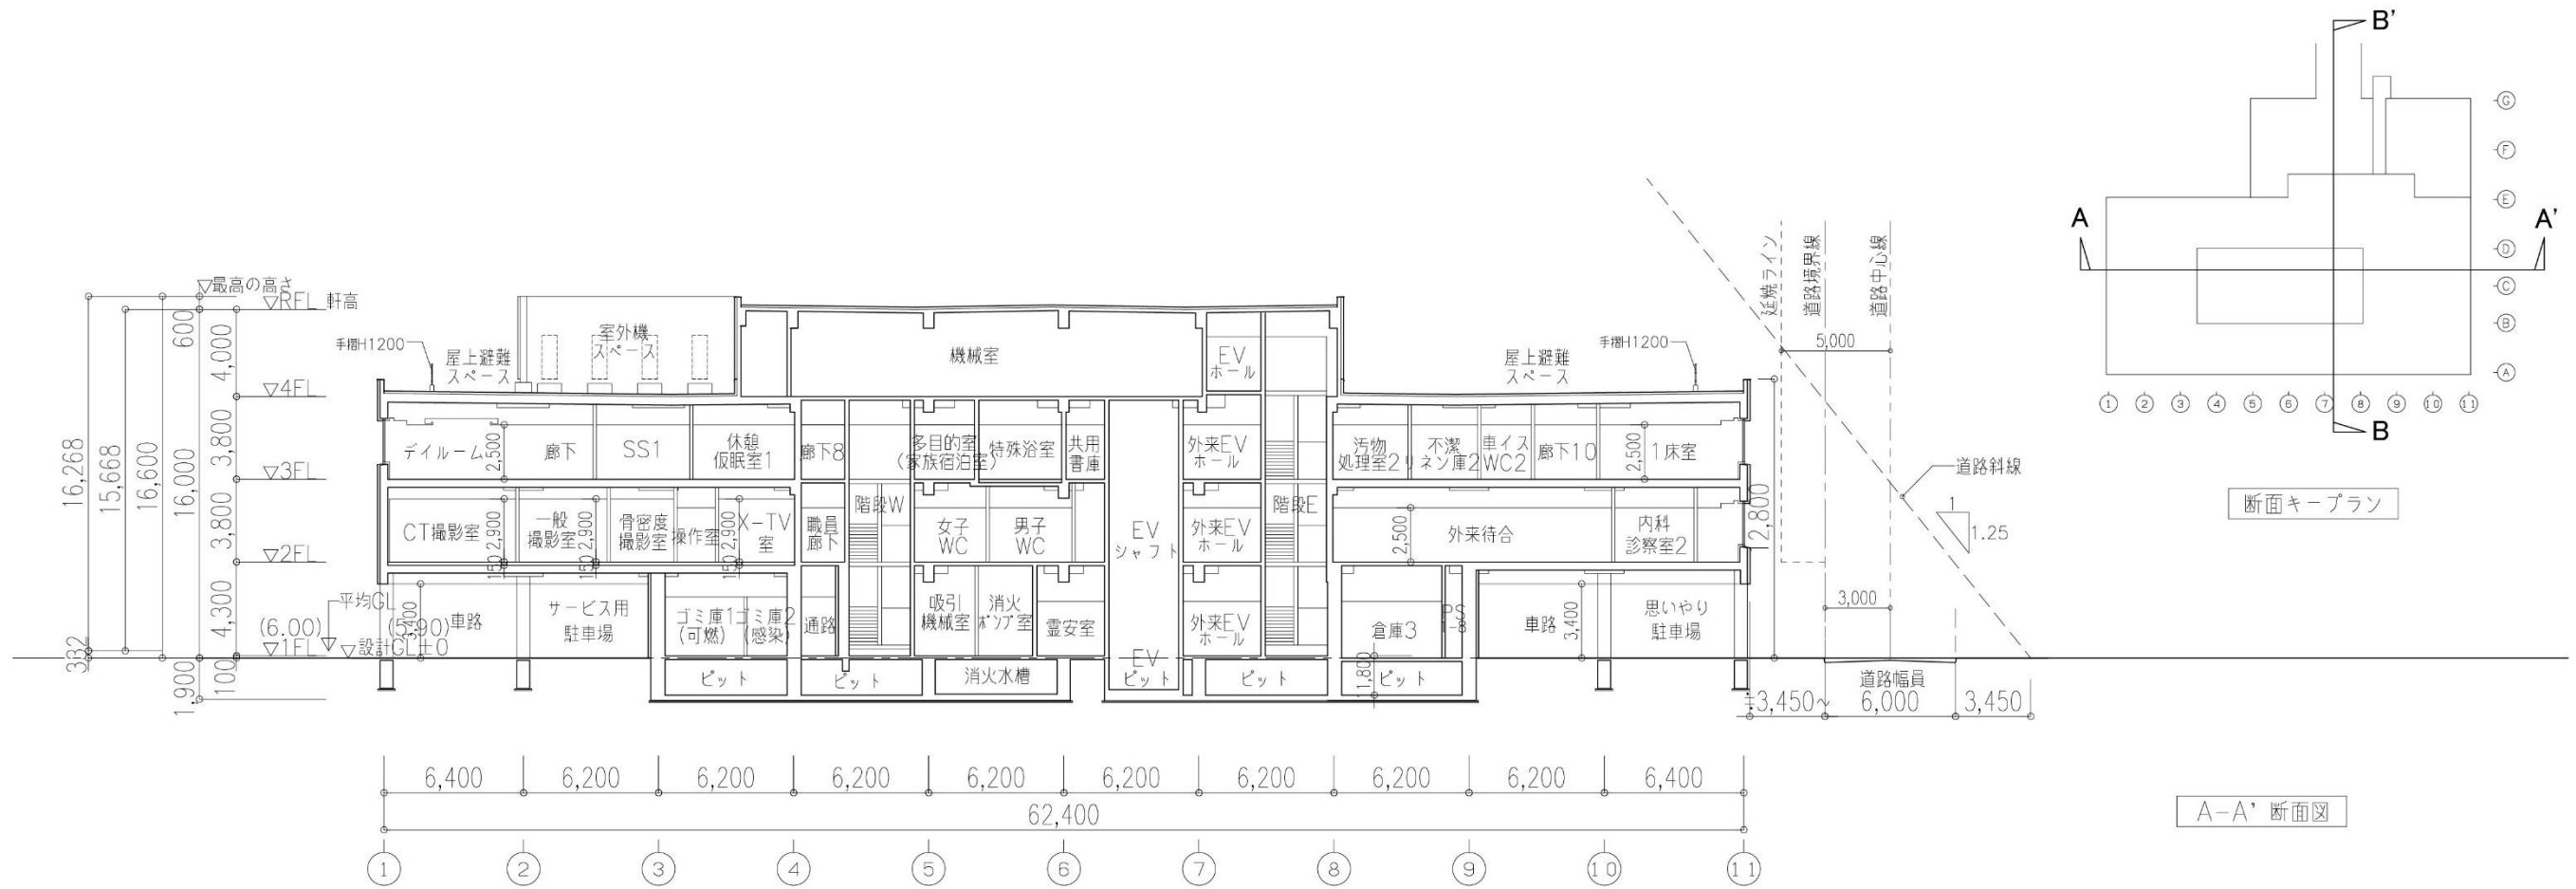 B'
G
F
E
D
C
B
A
A
A'
1 2 3 4 5 6 7 8 9 10 11
B
断面キープラン
▽最高の高さ
▽RFL 軒高
600
4,000
手摺H1200
屋上避難
スペース
室外機
スペース
機械室
EV
ホール
屋上避難
スペース
手摺H1200
延焼ライン
道路境界線
道路中心線
5,000
▽4FL
16,268
15,668
16,600
16,000
3,800
デイルーム
2,500
廊下
SS1
休憩
仮眠室1
廊下8
多目的室
(家族宿泊室)
特殊浴室
共用
書庫
外来EV
ホール
汚物
処理室2
不潔
リネン庫2
車イス
WC2
廊下10
2,500
1床室
▽3FL
道路斜線
1
1.25
3,800
CT撮影室
150 2,900
一般
撮影室
150 2,900
骨密度
撮影室
操作室
150 2,900
X-TV
室
職員
廊下
階段W
女子
WC
男子
WC
EV
シャフト
外来EV
ホール
階段E
2,500
外来待合
内科
診察室2
12,800
▽2FL
4,300
平均GL
(6.00)
(5.90)
▽1FL
▽設計GL±0
3,400
車路
サービス用
駐車場
ゴミ庫1
(可燃)
ゴミ庫2
(感染)
通路
吸引
機械室
消火
ポンプ室
霊安室
外来EV
ホール
倉庫3
PS
1-8
車路
3,400
思いやり
駐車場
3,000
332
1,900
100
ピット
ピット
消火水槽
EV
ピット
ピット
1,800
ピット
道路幅員
≒3,450~
6,000
3,450
6,400 6,200 6,200 6,200 6,200 6,200 6,200 6,200 6,200 6,400
62,400
A-A' 断面図
1 2 3 4 5 6 7 8 9 10 11